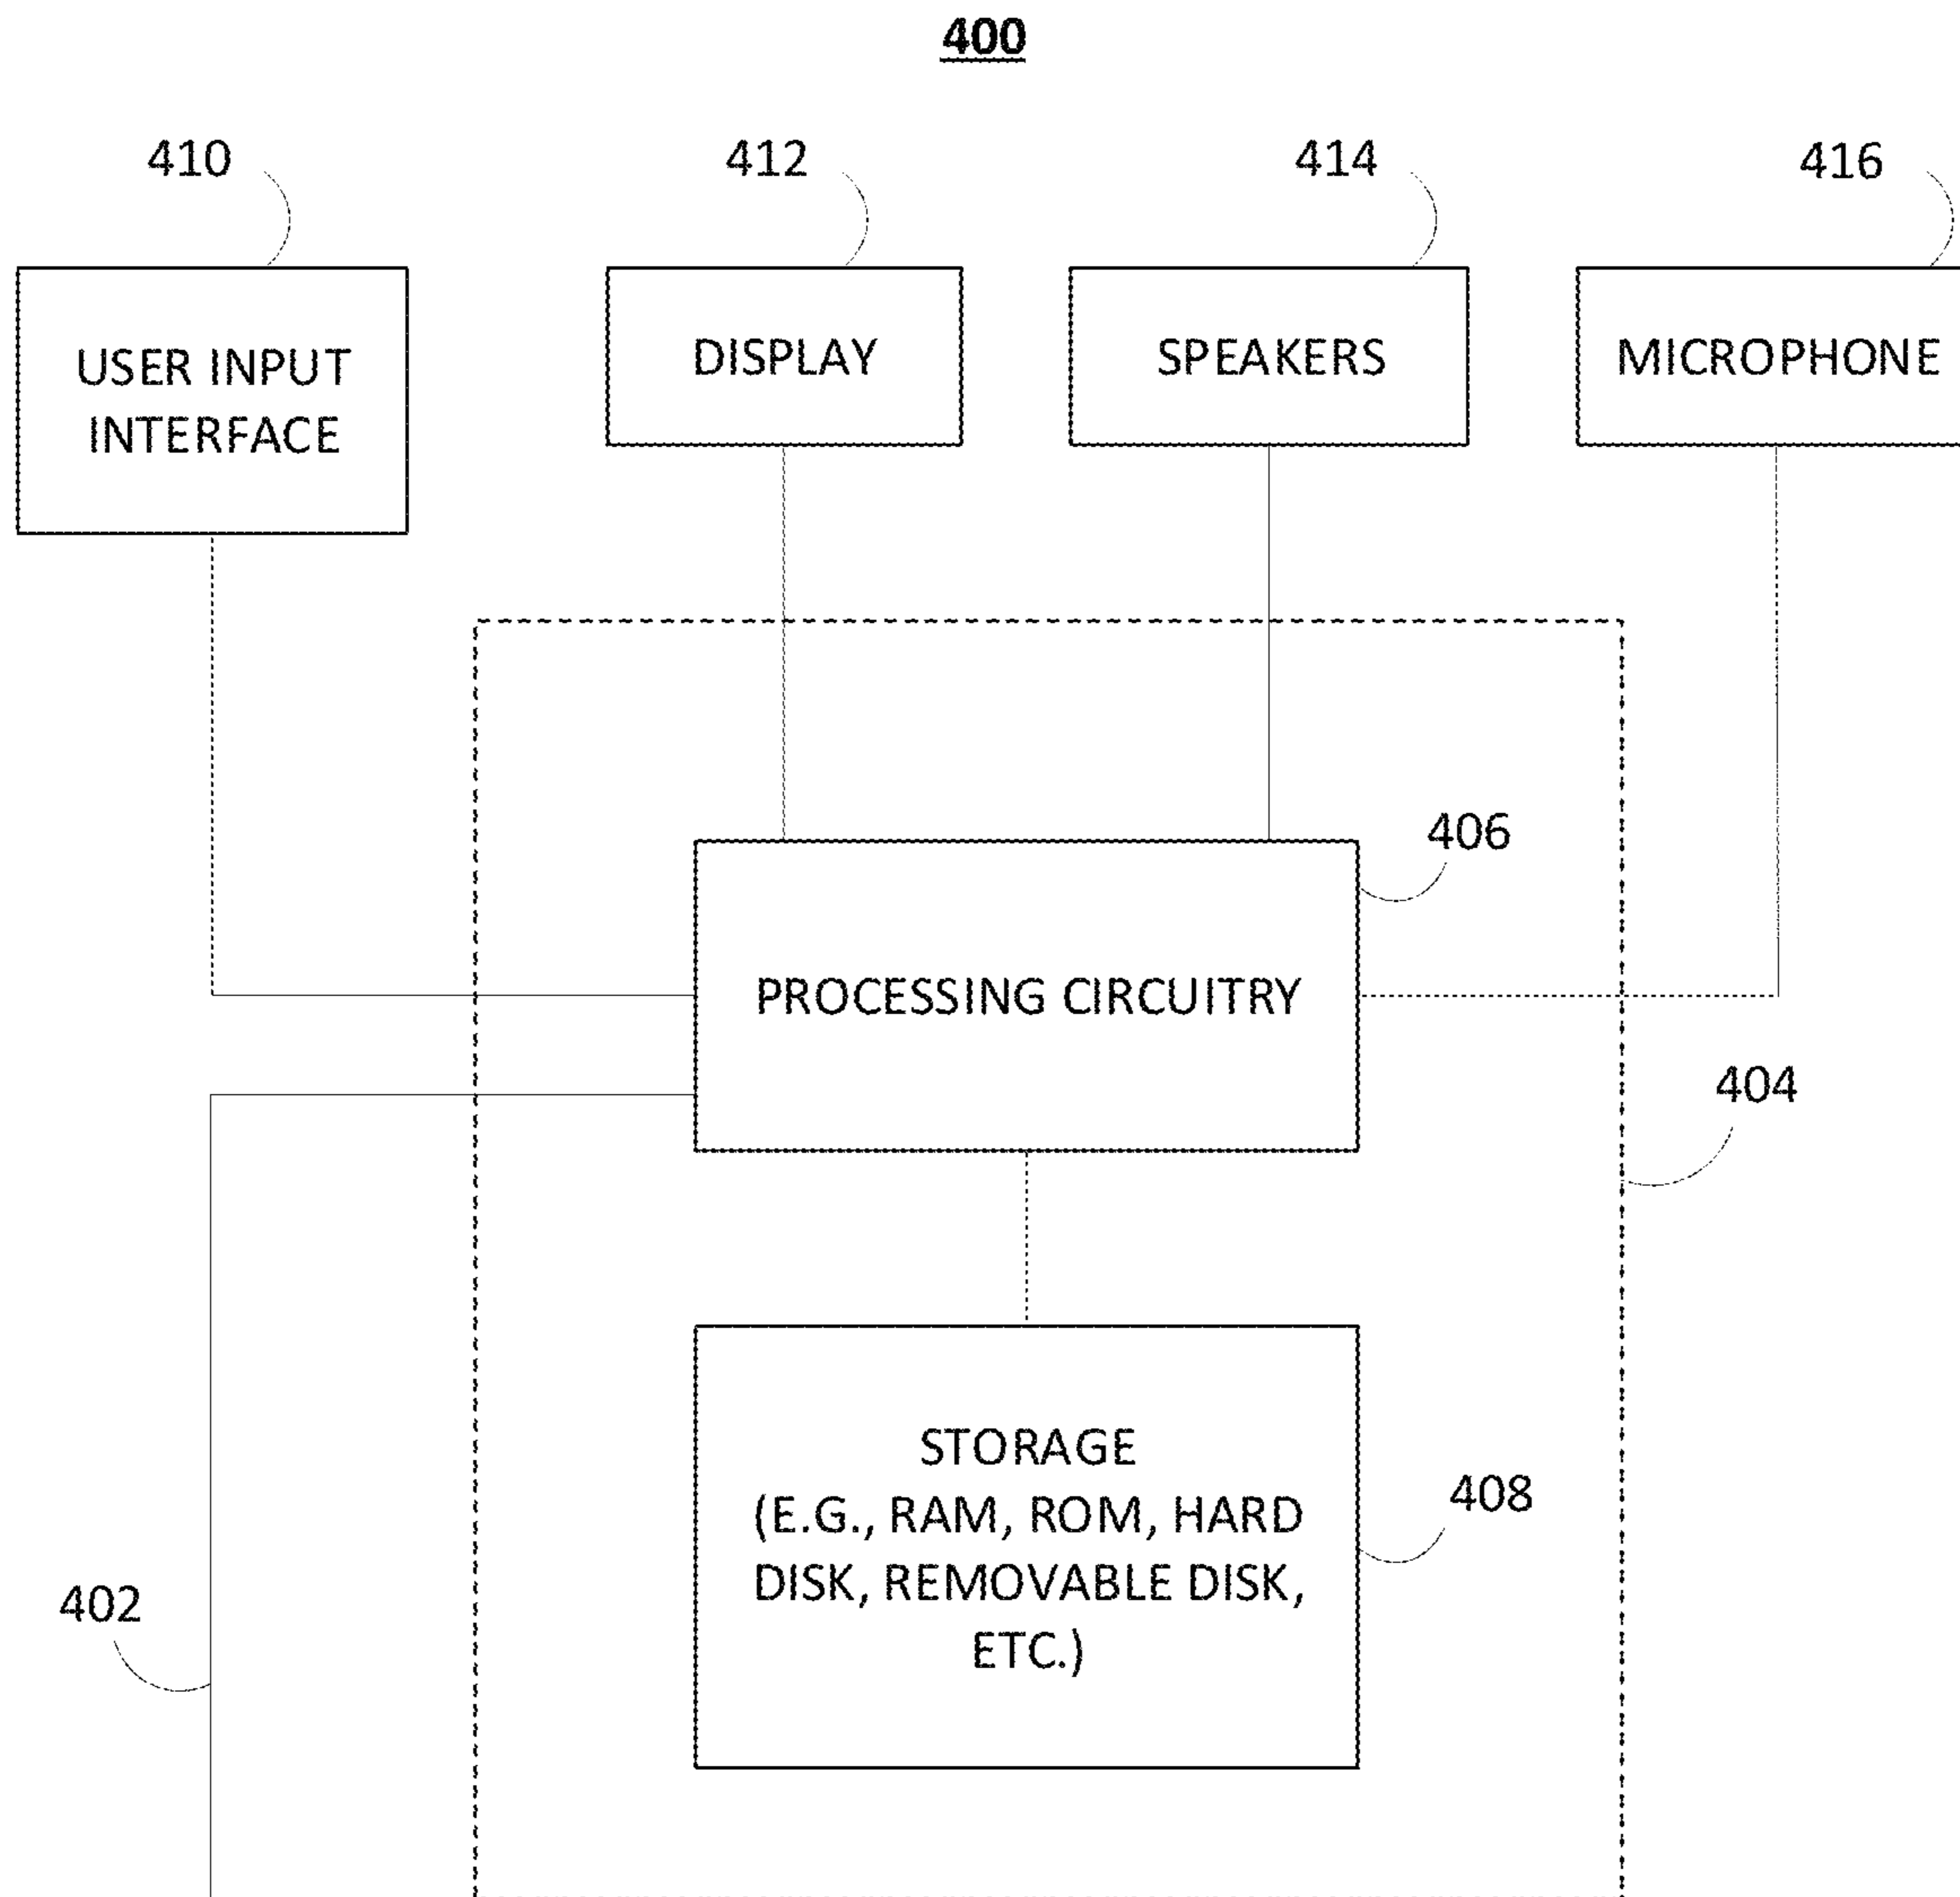 400
410
412
414
416
USER INPUT
INTERFACE
DISPLAY
SPEAKERS
MICROPHONE
406
PROCESSING CIRCUITRY
404
STORAGE
(E.G., RAM, ROM, HARD
DISK, REMOVABLE DISK,
ETC.)
408
402